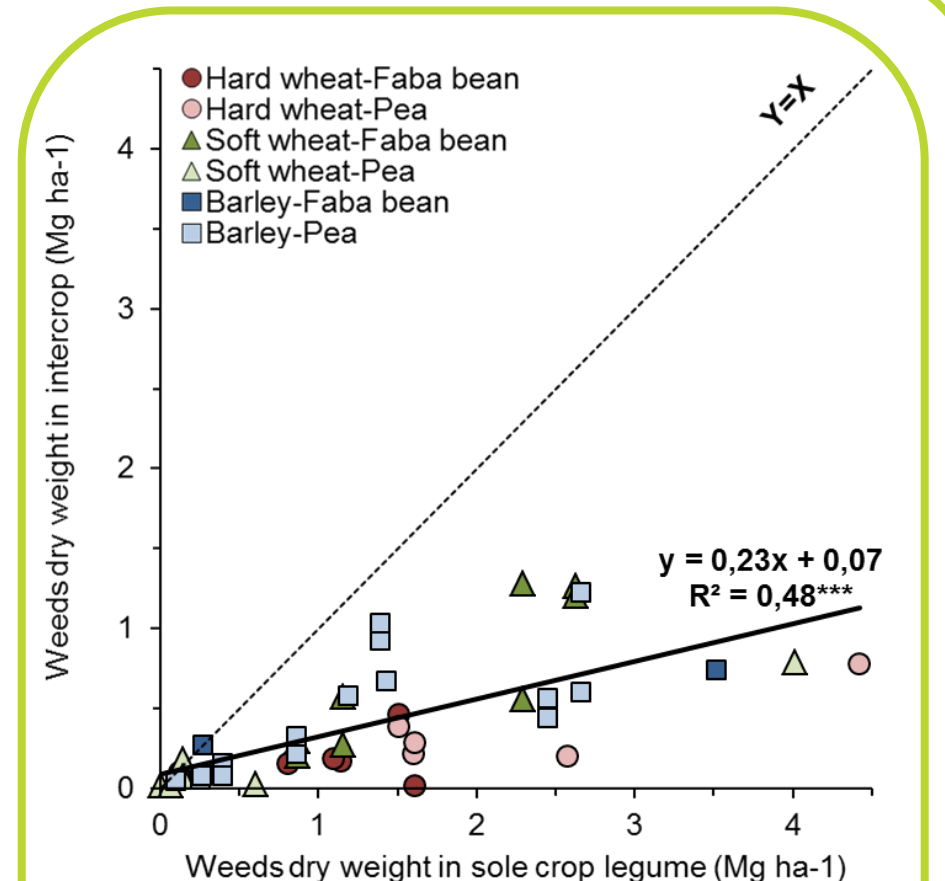 Hard wheat-Faba bean
Hard wheat-Pea
Soft wheat-Faba bean
Soft wheat-Pea
Barley-Faba bean
Barley-Pea
Y=X
Weeds dry weight in intercrop (Mg ha-1)
4
3
2
1
0
y = 0,23x + 0,07
R² = 0,48***
0 1 2 3 4
Weeds dry weight in sole crop legume (Mg ha-1)